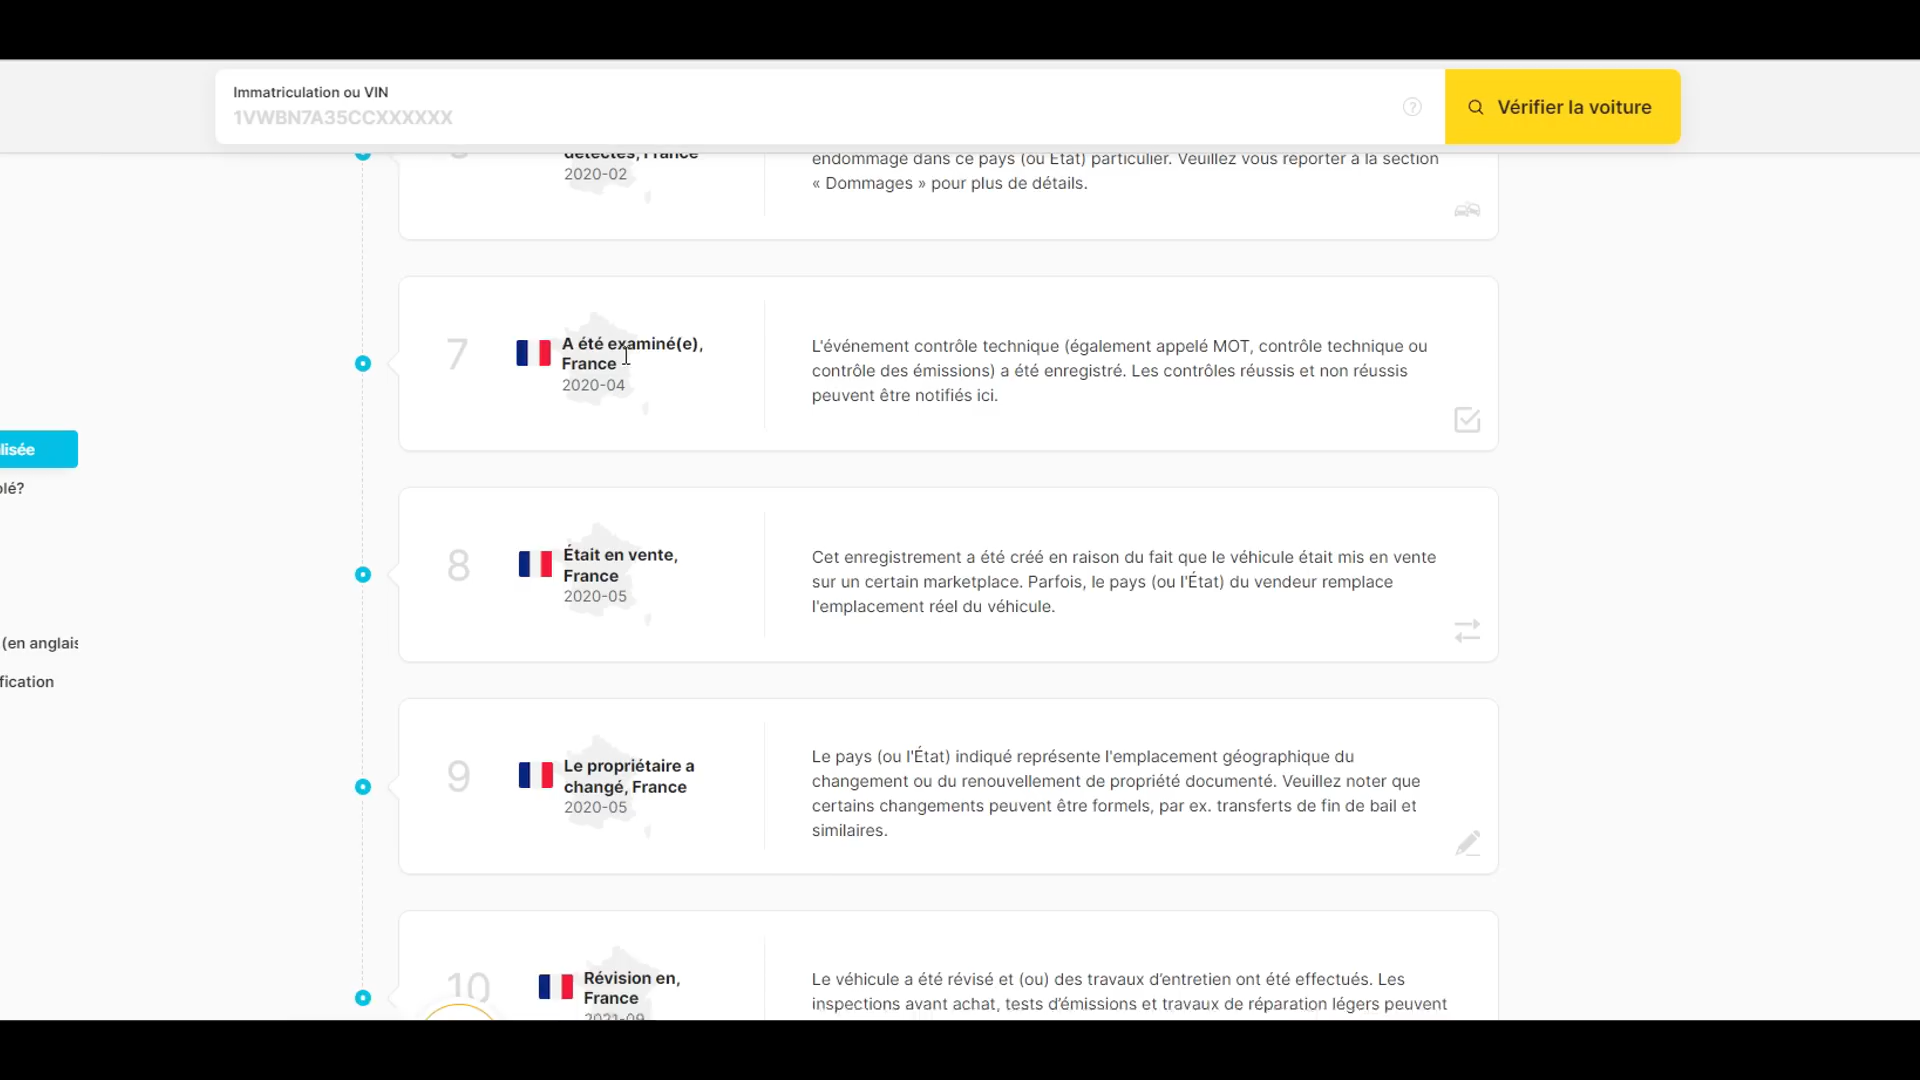 Immatriculation ou VIN
1VWBN7A35CCXXXXXX
Vérifier la voiture
détectés, France
2020-02
endommagé dans ce pays (ou État) particulier. Veuillez vous reporter à la section
« Dommages » pour plus de détails.
7
A été examiné(e),
France
2020-04
L'événement contrôle technique (également appelé MOT, contrôle technique ou
contrôle des émissions) a été enregistré. Les contrôles réussis et non réussis
peuvent être notifiés ici.
lisée
olé?
8
Était en vente,
France
2020-05
Cet enregistrement a été créé en raison du fait que le véhicule était mis en vente
sur un certain marketplace. Parfois, le pays (ou l'État) du vendeur remplace
l'emplacement réel du véhicule.
(en anglais
fication
9
Le propriétaire a
changé, France
2020-05
Le pays (ou l'État) indiqué représente l'emplacement géographique du
changement ou du renouvellement de propriété documenté. Veuillez noter que
certains changements peuvent être formels, par ex. transferts de fin de bail et
similaires.
10
Révision en,
France
2021-09
Le véhicule a été révisé et (ou) des travaux d’entretien ont été effectués. Les
inspections avant achat, tests d’émissions et travaux de réparation légers peuvent